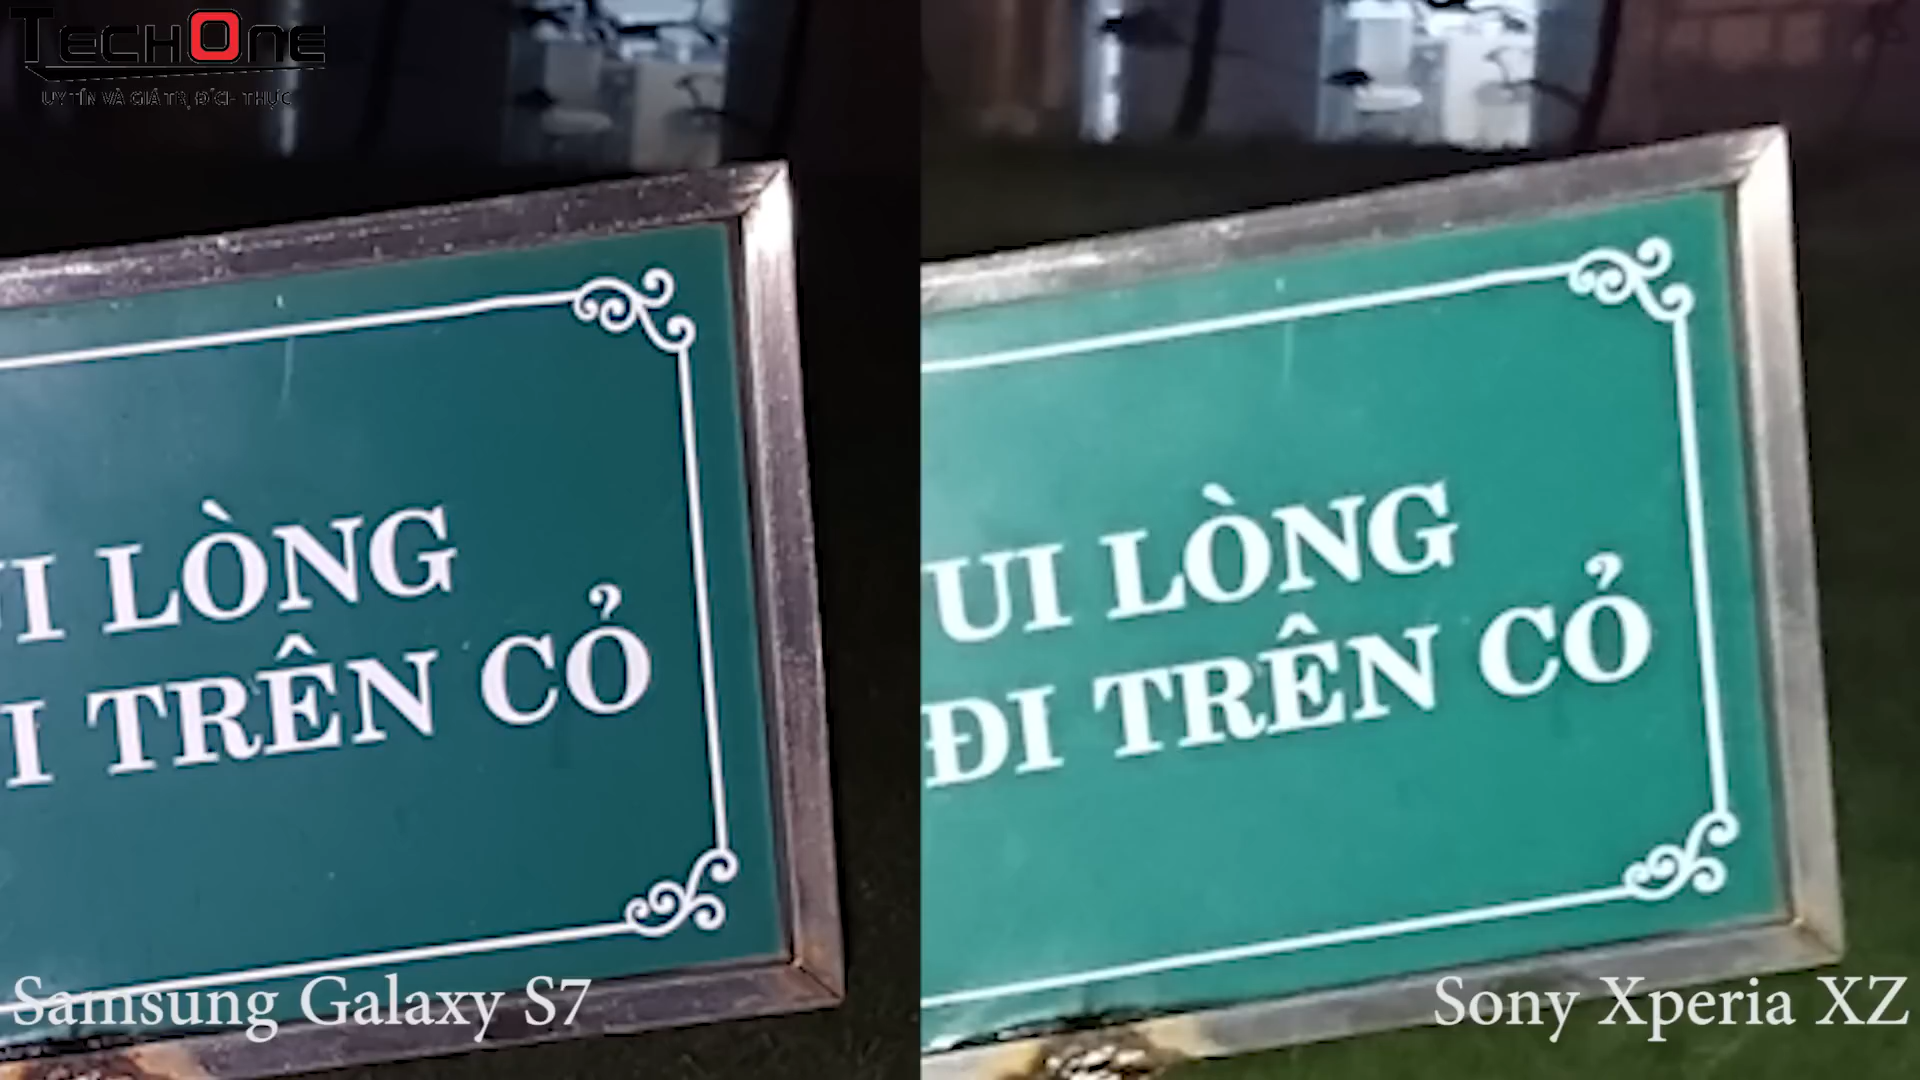 TECHONE
UY TÍN VÀ GIÁ TRỊ ĐÍCH THỰC
UI LÒNG
I TRÊN CỎ
UI LÒNG
ĐI TRÊN CỎ
Samsung Galaxy S7
Sony Xperia XZ